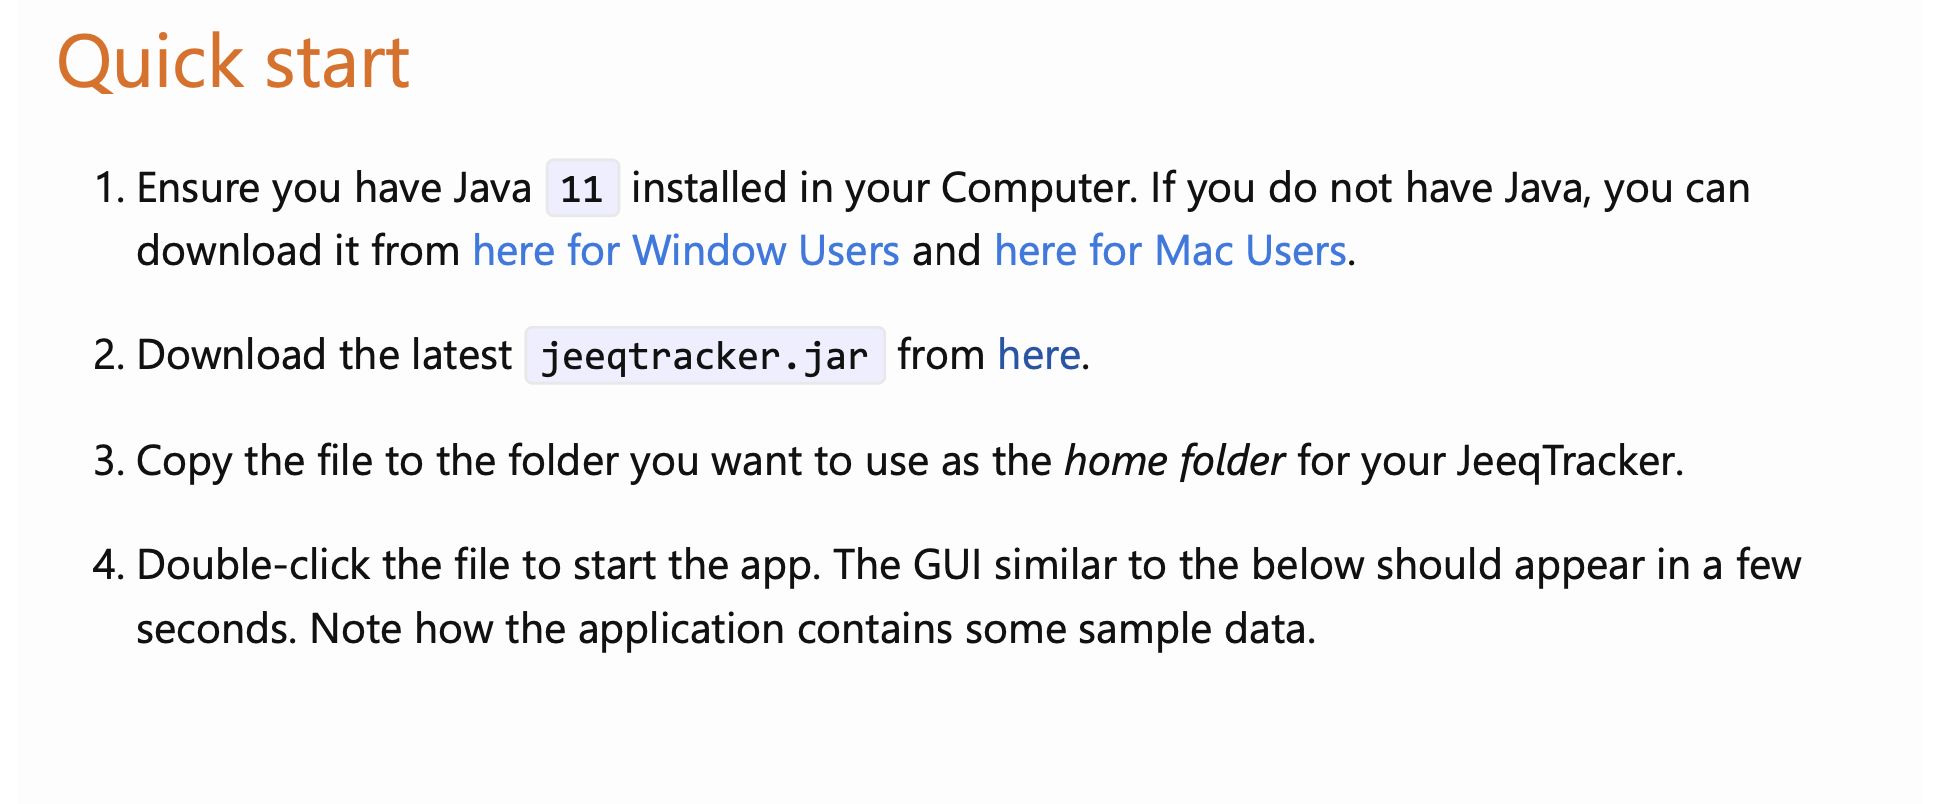 Quick start
1. Ensure you have Java 11 installed in your Computer. If you do not have Java, you can
download it from here for Window Users and here for Mac Users.
2. Download the latest jeeqtracker.jar from here.
3. Copy the file to the folder you want to use as the home folder for your JeeqTracker.
4. Double-click the file to start the app. The GUI similar to the below should appear in a few
seconds. Note how the application contains some sample data.